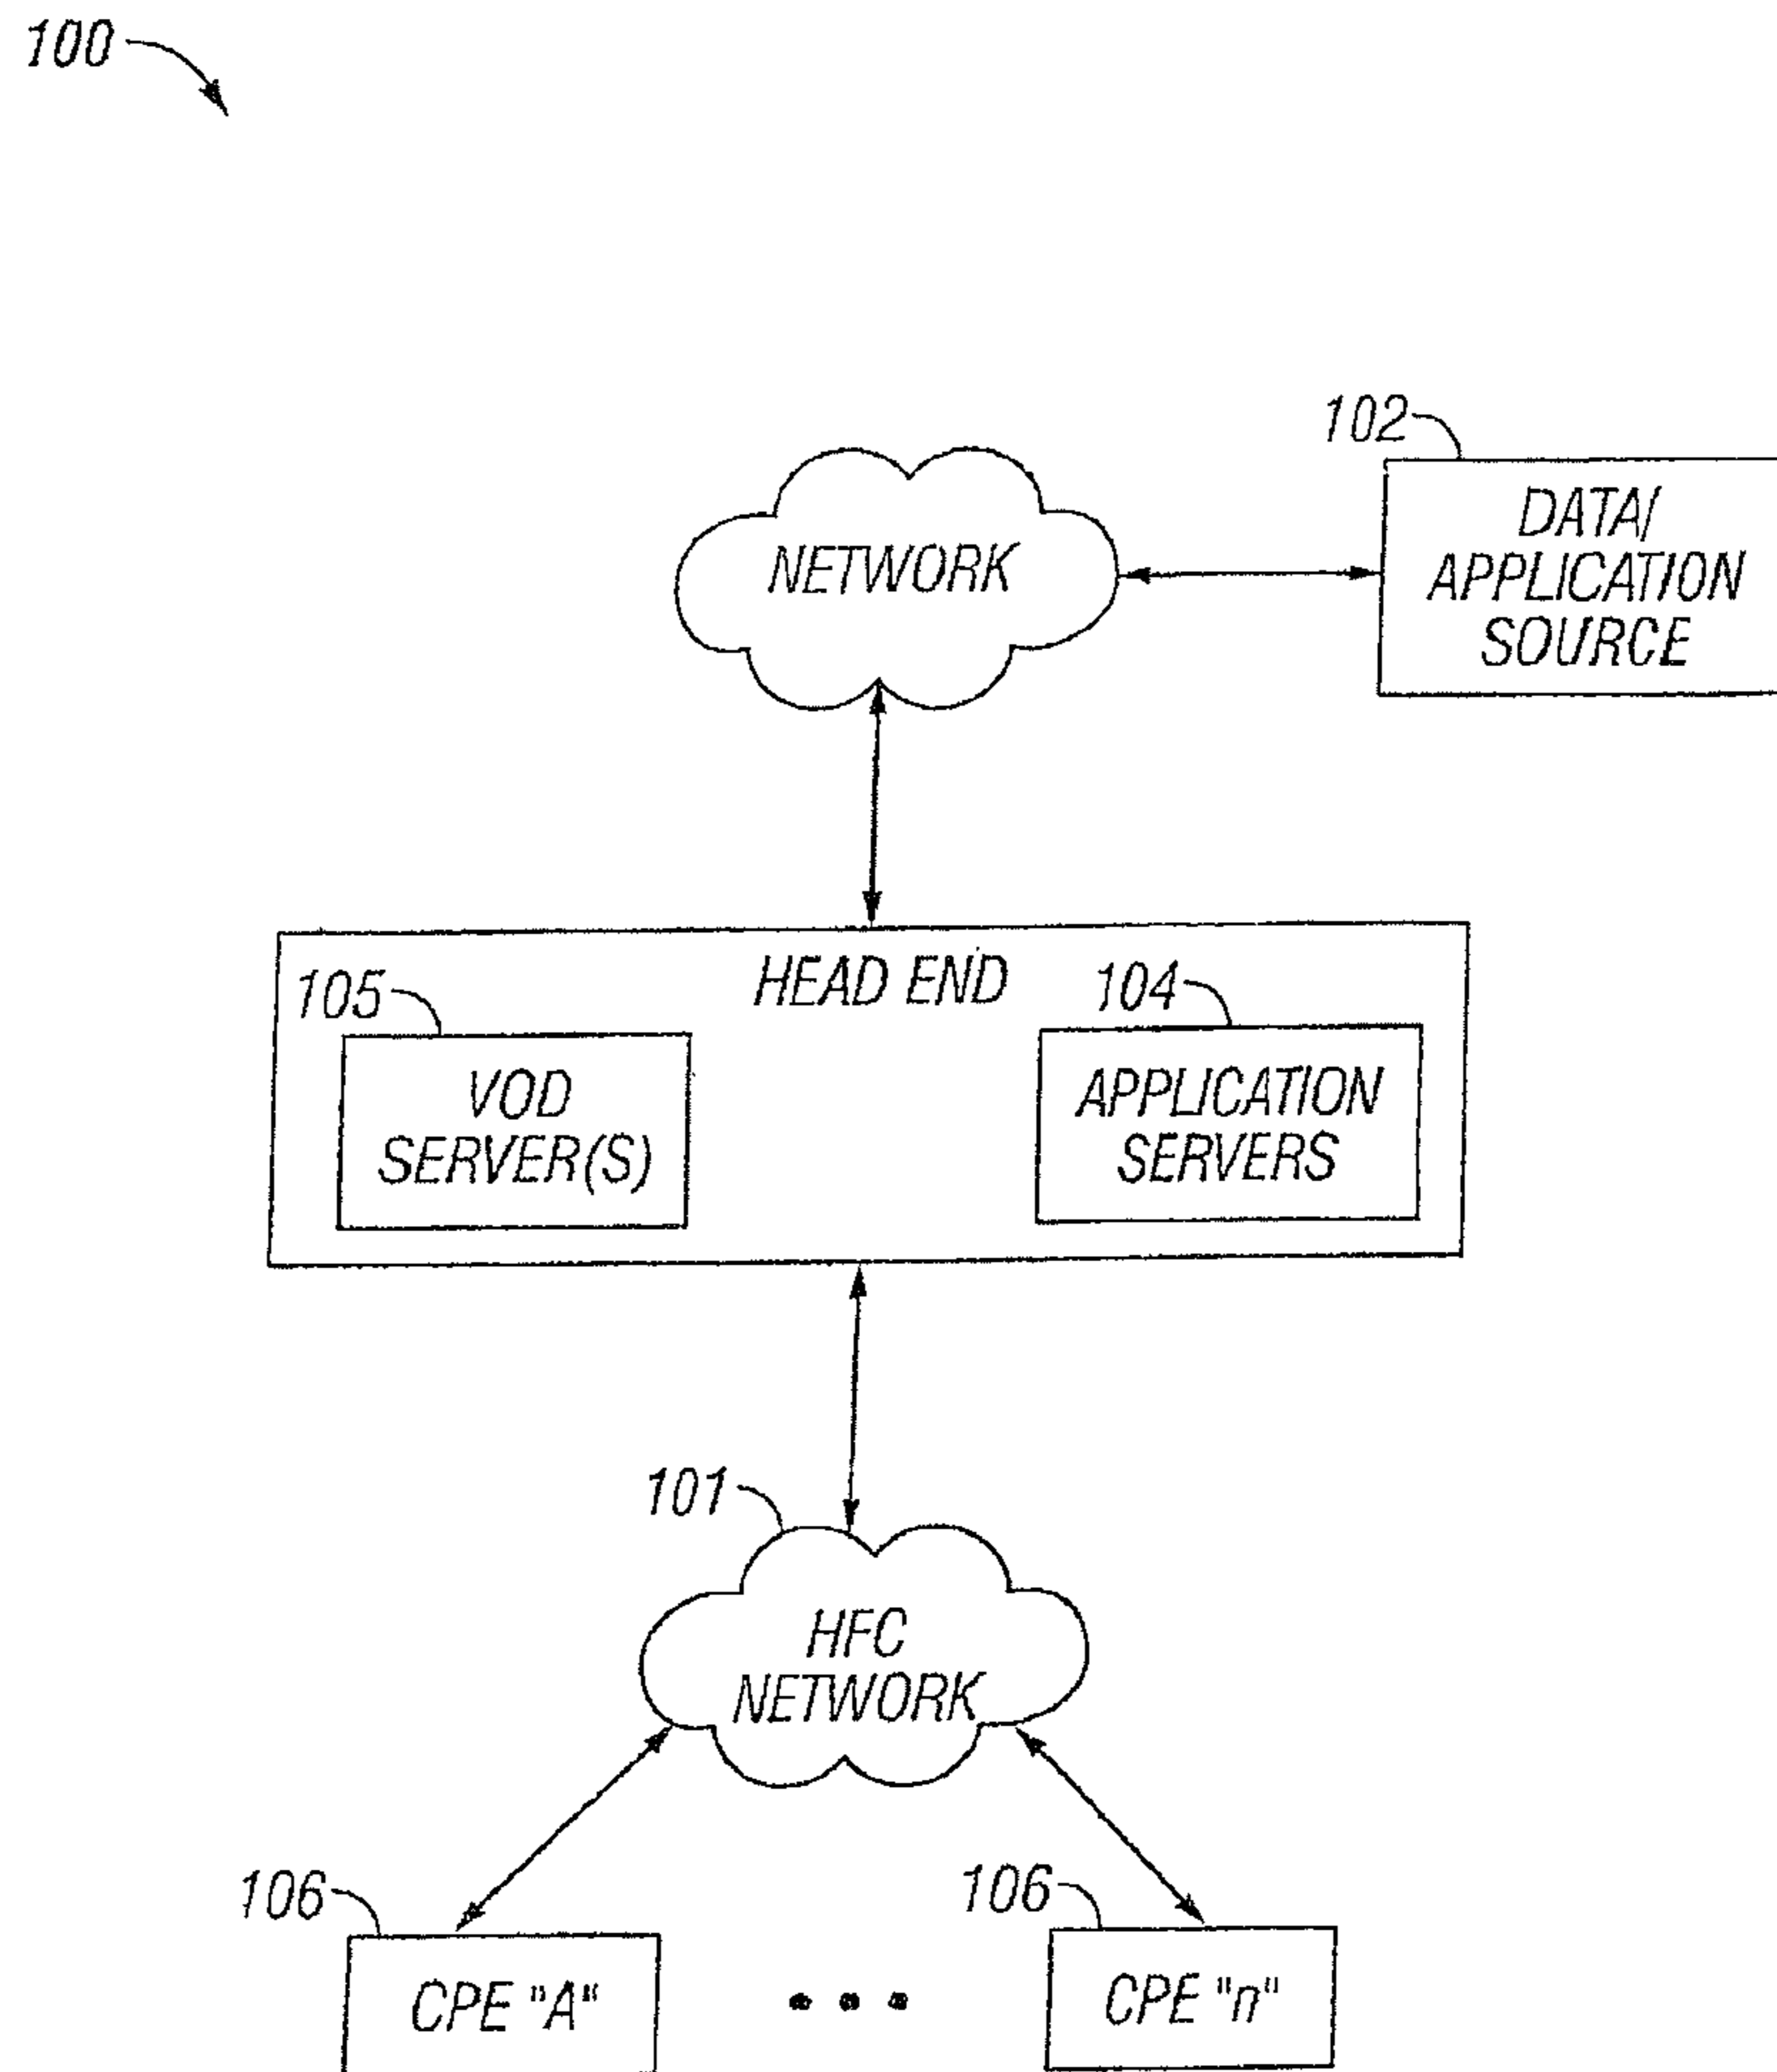 100
102
DATA/
APPLICATION
SOURCE
NETWORK
HEAD END
105
104
VOD
SERVER(S)
APPLICATION
SERVERS
101
HFC
NETWORK
106
106
CPE "A"
CPE "n"